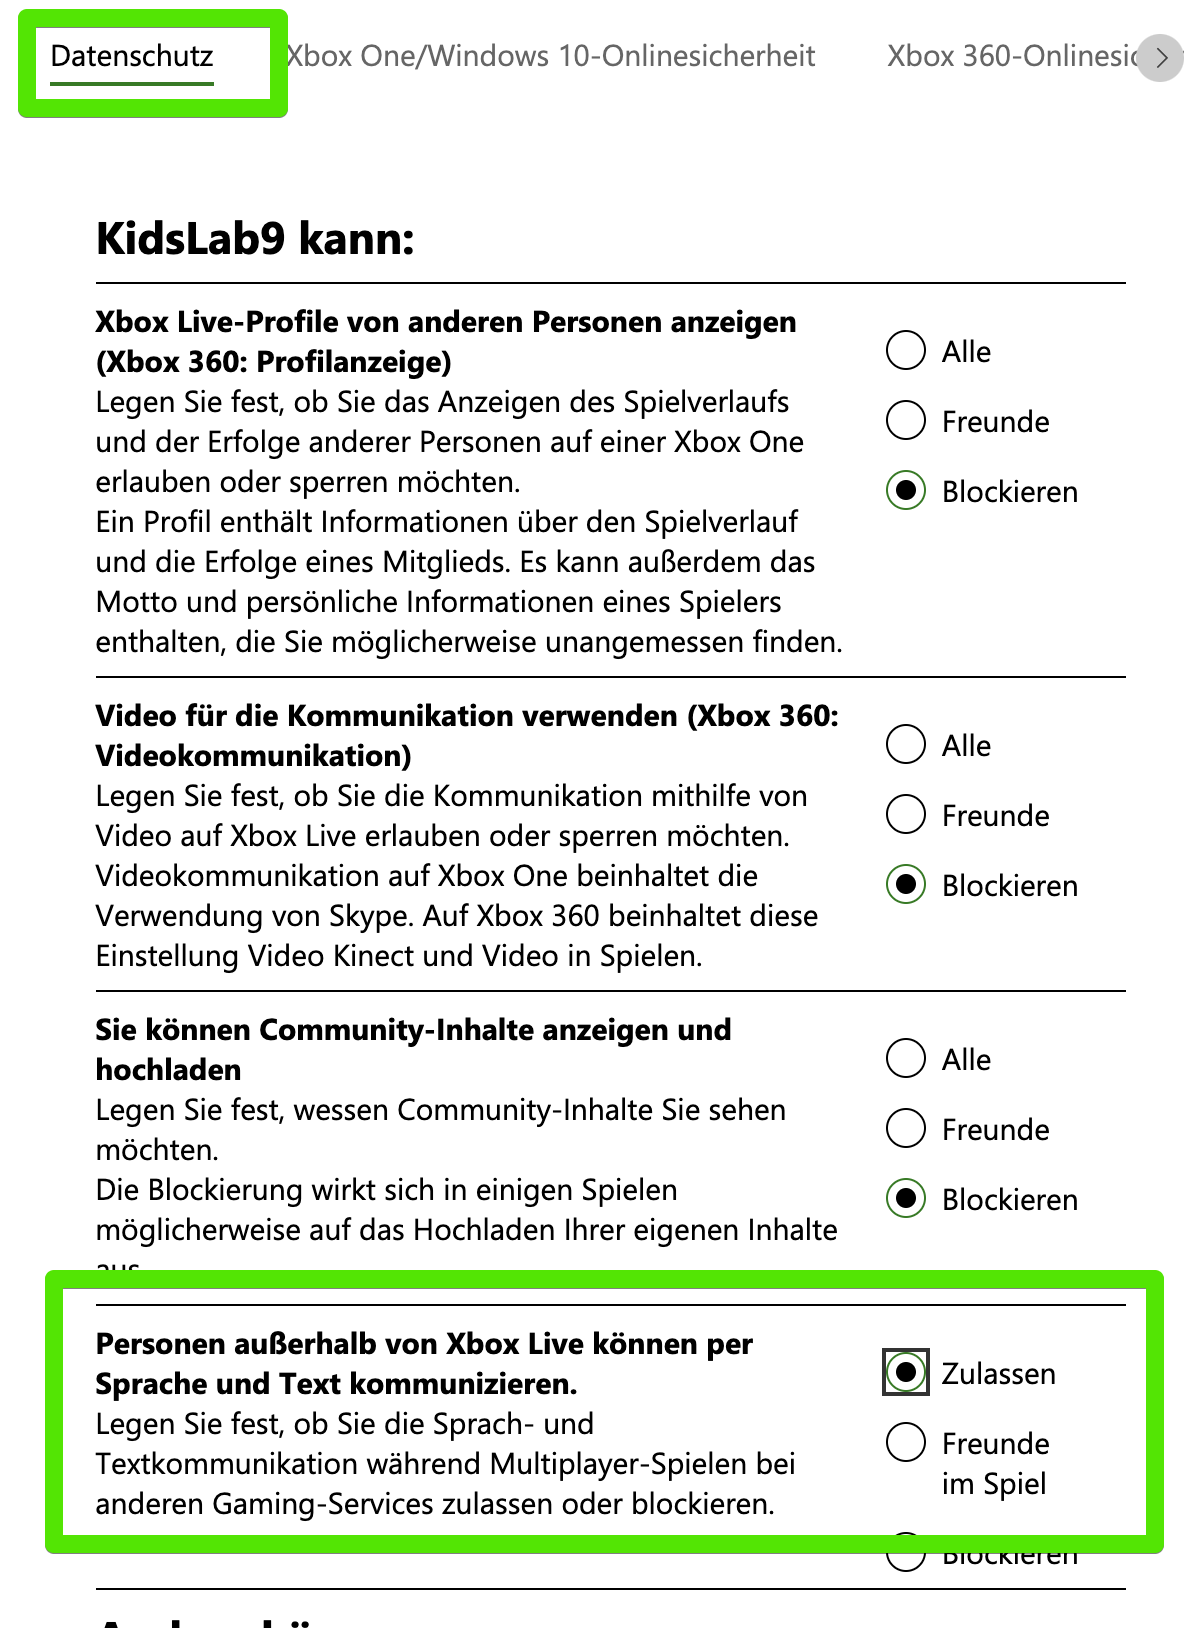 Datenschutz
Xbox One/Windows 10-Onlinesicherheit
Xbox 360-Onlinesic
KidsLab9 kann:
Xbox Live-Profile von anderen Personen anzeigen
(Xbox 360: Profilanzeige)
Legen Sie fest, ob Sie das Anzeigen des Spielverlaufs
und der Erfolge anderer Personen auf einer Xbox One
erlauben oder sperren möchten.
Ein Profil enthält Informationen über den Spielverlauf
und die Erfolge eines Mitglieds. Es kann außerdem das
Motto und persönliche Informationen eines Spielers
enthalten, die Sie möglicherweise unangemessen finden.
Alle
Freunde
Blockieren
Video für die Kommunikation verwenden (Xbox 360:
Videokommunikation)
Legen Sie fest, ob Sie die Kommunikation mithilfe von
Video auf Xbox Live erlauben oder sperren möchten.
Videokommunikation auf Xbox One beinhaltet die
Verwendung von Skype. Auf Xbox 360 beinhaltet diese
Einstellung Video Kinect und Video in Spielen.
Alle
Freunde
Blockieren
Sie können Community-Inhalte anzeigen und
hochladen
Legen Sie fest, wessen Community-Inhalte Sie sehen
möchten.
Die Blockierung wirkt sich in einigen Spielen
möglicherweise auf das Hochladen Ihrer eigenen Inhalte
aus.
Alle
Freunde
Blockieren
Personen außerhalb von Xbox Live können per
Sprache und Text kommunizieren.
Legen Sie fest, ob Sie die Sprach- und
Textkommunikation während Multiplayer-Spielen bei
anderen Gaming-Services zulassen oder blockieren.
Zulassen
Freunde
im Spiel
Blockieren